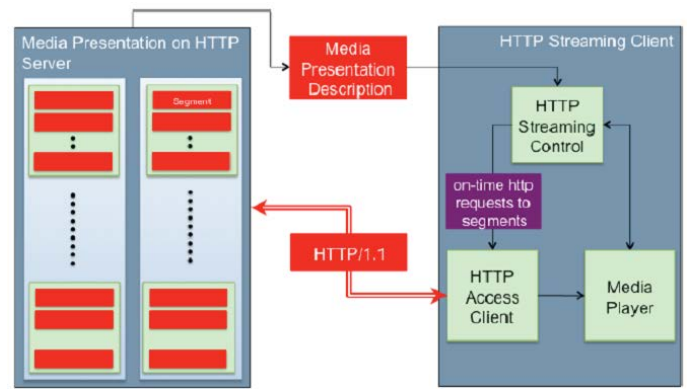 Media Presentation on HTTP
Server
Segment
Media
Presentation
Description
HTTP/1.1
HTTP Streaming Client
HTTP
Streaming
Control
on-time http
requests to
segments
HTTP
Access
Client
Media
Player